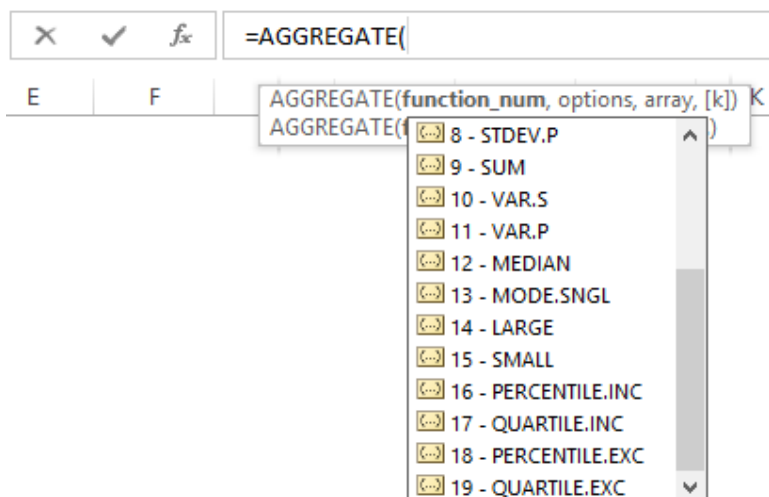 fx =AGGREGATE(
E F K
AGGREGATE(function_num, options, array, [k])
AGGREGATE(f )
8 - STDEV.P
9 - SUM
10 - VAR.S
11 - VAR.P
12 - MEDIAN
13 - MODE.SNGL
14 - LARGE
15 - SMALL
16 - PERCENTILE.INC
17 - QUARTILE.INC
18 - PERCENTILE.EXC
19 - QUARTILE.EXC